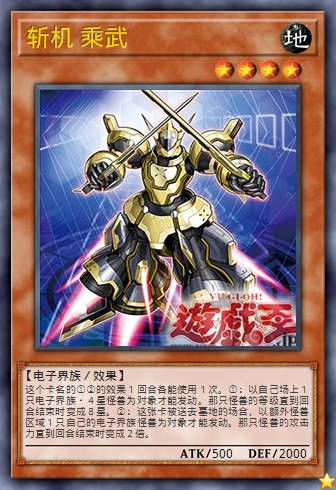 斩机 乘武
地
YU-GI-OH!
遊戯王
【电子界族／效果】
这个卡名的①②的效果1回合各能使用1次。①：以自己场上1
只电子界族·4星怪兽为对象才能发动。那只怪兽的等级直到回
合结束时变成8星。②：这张卡被送去墓地的场合，以额外怪兽
区域1只自己的电子界族怪兽为对象才能发动。那只怪兽的攻击
力直到回合结束时变成2倍。
ATK/500 DEF/2000